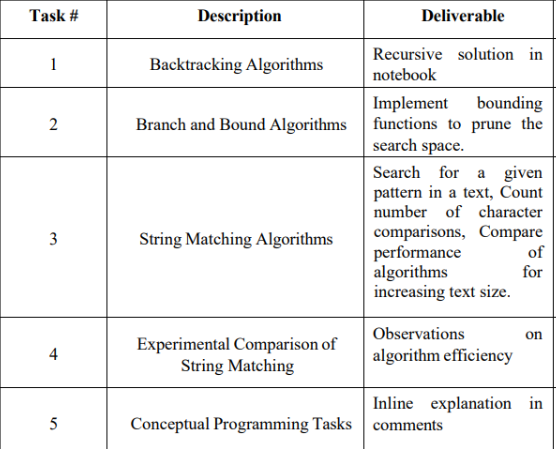 Task # Description Deliverable
1 Backtracking Algorithms Recursive solution in
notebook
2 Branch and Bound Algorithms Implement bounding
functions to prune the
search space.
3 String Matching Algorithms Search for a given
pattern in a text, Count
number of character
comparisons, Compare
performance of
algorithms for
increasing text size.
4 Experimental Comparison of
String Matching
Observations on
algorithm efficiency
5 Conceptual Programming Tasks Inline explanation in
comments